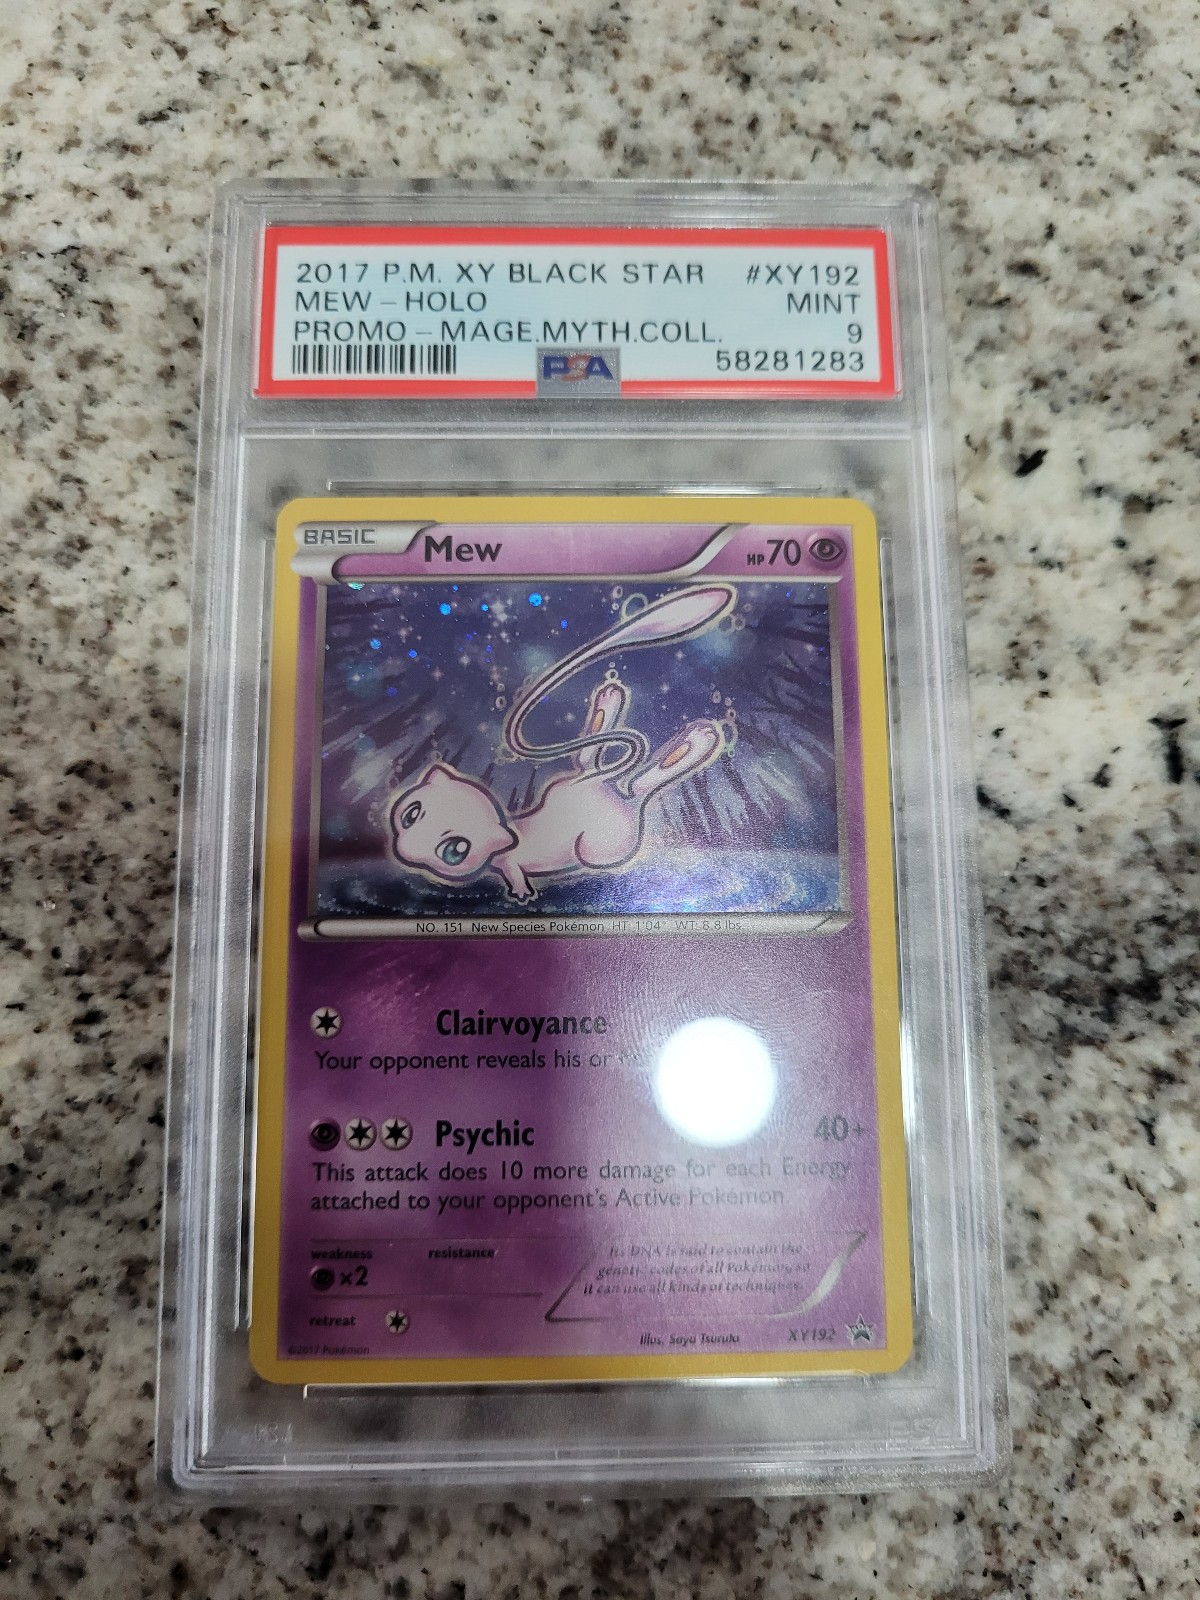 2017 P.M. XY BLACK STAR #XY192
MEW - HOLO MINT
PROMO - MAGE.MYTH.COLL. 9
PSA 58281283
BASIC Mew HP70
NO. 151 New Species Pokémon HT: 1'04" WT: 8.8 lbs.
Clairvoyance
Your opponent reveals his or
Psychic 40+
This attack does 10 more damage for each Energy
attached to your opponent's Active Pokémon
weakness resistance
×2
Its DNA is said to contain the
genetic codes of all Pokémon, so
it can use all kinds of techniques.
retreat
Illus. Saya Tsuruta XY192
©2017 Pokémon